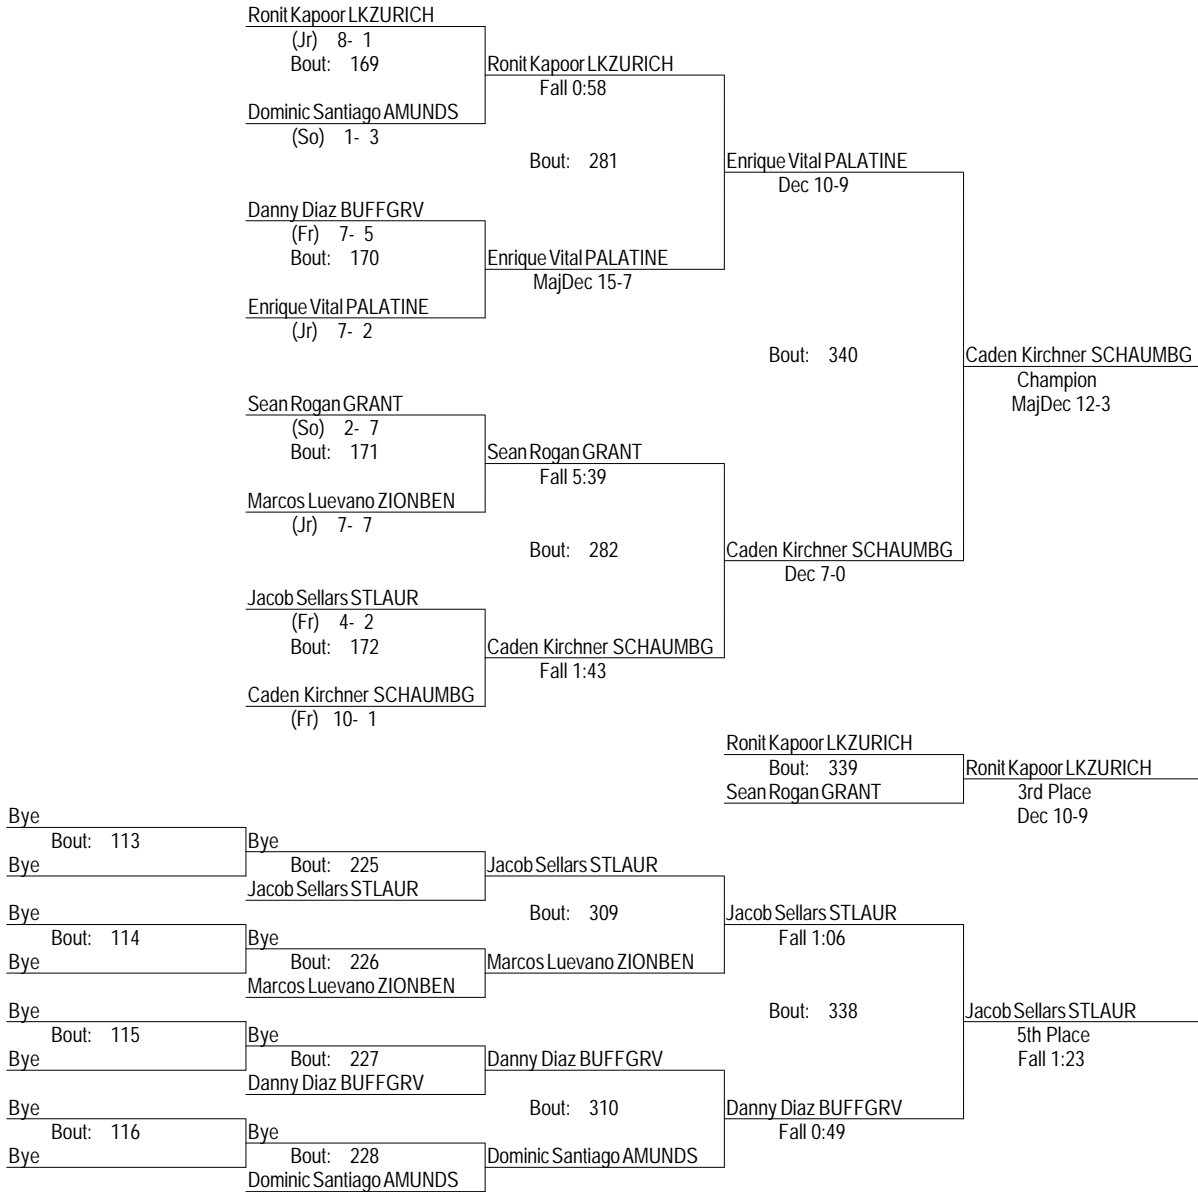 Ronit Kapoor LKZURICH
(Jr) 8- 1
Bout: 169
Ronit Kapoor LKZURICH
Fall 0:58
Dominic Santiago AMUNDS
(So) 1- 3
Bout: 281
Enrique Vital PALATINE
Dec 10-9
Danny Diaz BUFFGRV
(Fr) 7- 5
Bout: 170
Enrique Vital PALATINE
MajDec 15-7
Enrique Vital PALATINE
(Jr) 7- 2
Bout: 340
Caden Kirchner SCHAUMBG
Champion
MajDec 12-3
Sean Rogan GRANT
(So) 2- 7
Bout: 171
Sean Rogan GRANT
Fall 5:39
Marcos Luevano ZIONBEN
(Jr) 7- 7
Bout: 282
Caden Kirchner SCHAUMBG
Dec 7-0
Jacob Sellars STLAUR
(Fr) 4- 2
Bout: 172
Caden Kirchner SCHAUMBG
Fall 1:43
Caden Kirchner SCHAUMBG
(Fr) 10- 1
Ronit Kapoor LKZURICH
Bout: 339
Sean Rogan GRANT
Ronit Kapoor LKZURICH
3rd Place
Dec 10-9
Bye
Bout: 113
Bye
Bye
Bout: 225
Jacob Sellars STLAUR
Jacob Sellars STLAUR
Bye
Bout: 114
Bye
Bye
Bout: 226
Marcos Luevano ZIONBEN
Marcos Luevano ZIONBEN
Bout: 309
Jacob Sellars STLAUR
Fall 1:06
Bye
Bout: 115
Bye
Bye
Bout: 227
Danny Diaz BUFFGRV
Danny Diaz BUFFGRV
Bye
Bout: 116
Bye
Bye
Bout: 228
Dominic Santiago AMUNDS
Dominic Santiago AMUNDS
Bout: 310
Danny Diaz BUFFGRV
Fall 0:49
Bout: 338
Jacob Sellars STLAUR
5th Place
Fall 1:23